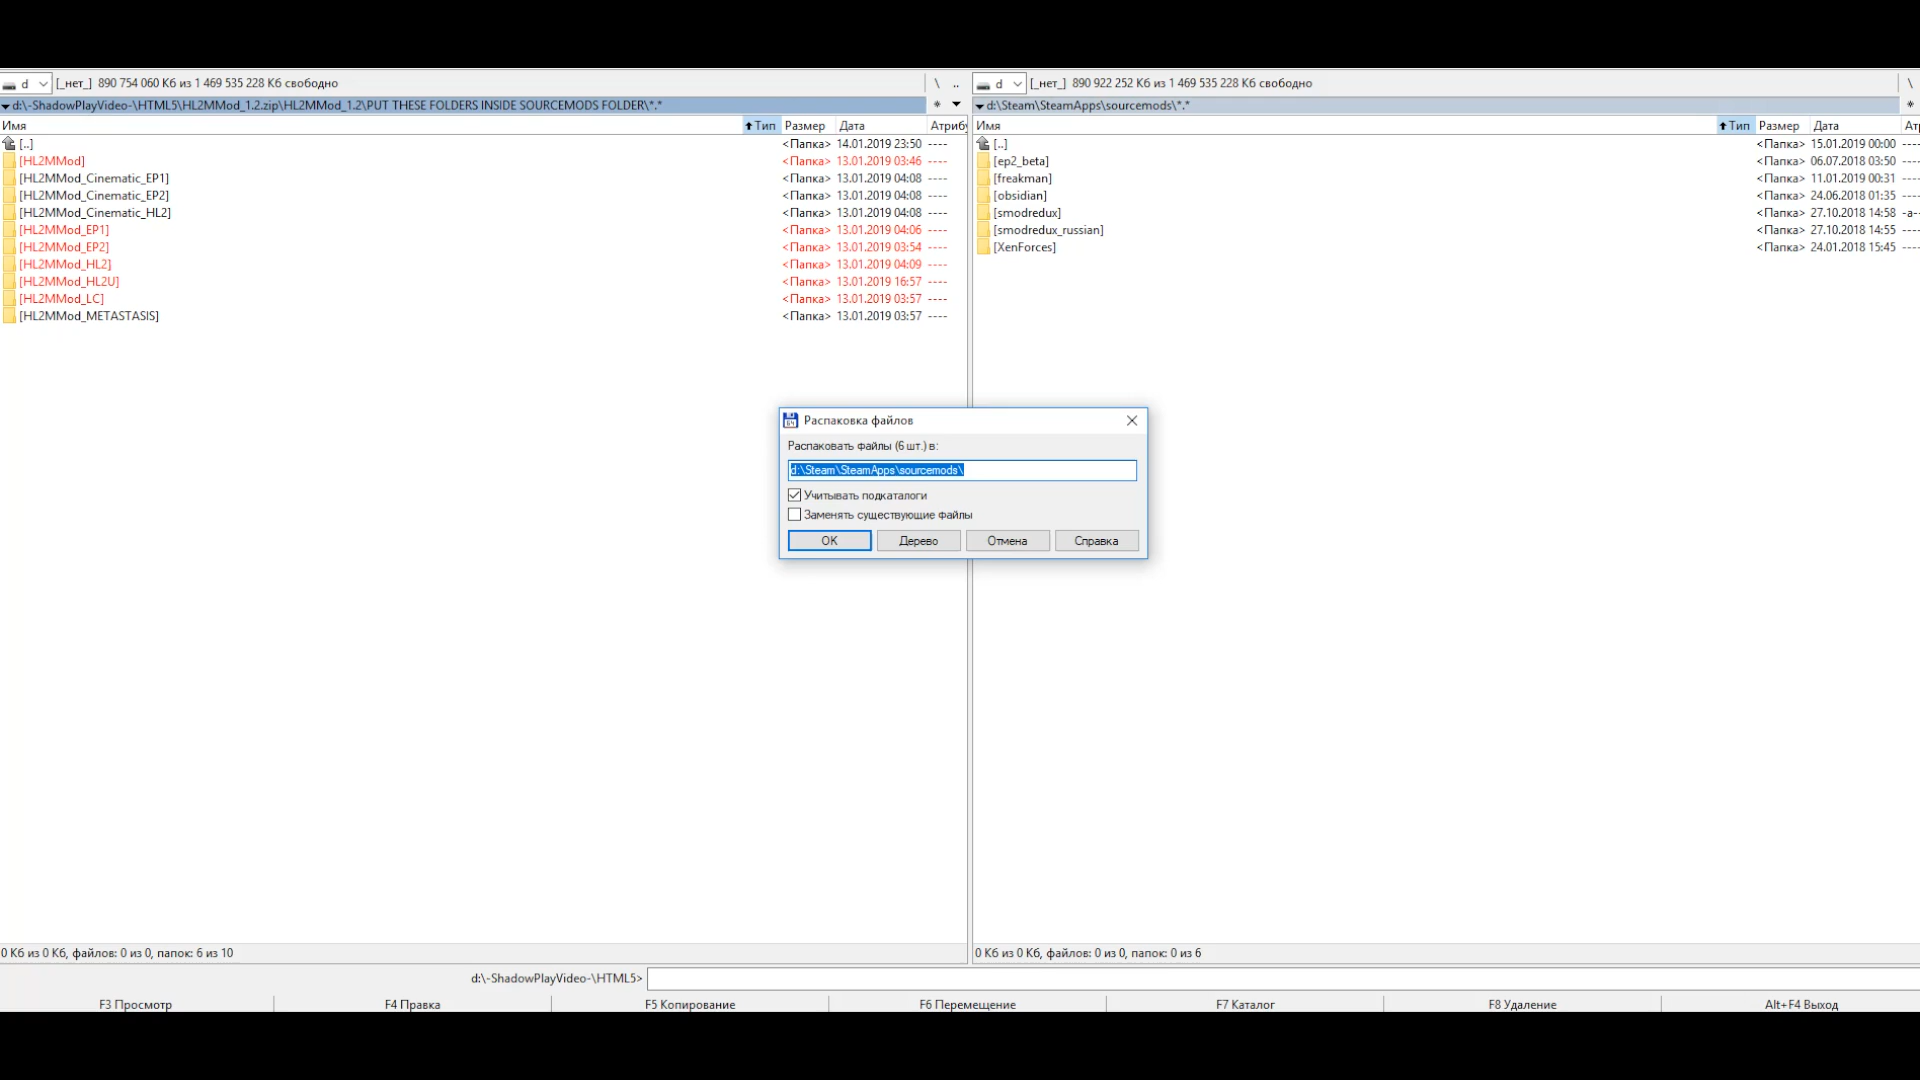 d [_нет_] 890 754 060 Кб из 1 469 535 228 Кб свободно \ ..
d:\-ShadowPlayVideo-\HTML5\HL2MMod_1.2.zip\HL2MMod_1.2\PUT THESE FOLDERS INSIDE SOURCEMODS FOLDER\*.* *
Имя Тип Размер Дата Атрибу
[..] <Папка> 14.01.2019 23:50 ----
[HL2MMod] <Папка> 13.01.2019 03:46 ----
[HL2MMod_Cinematic_EP1] <Папка> 13.01.2019 04:08 ----
[HL2MMod_Cinematic_EP2] <Папка> 13.01.2019 04:08 ----
[HL2MMod_Cinematic_HL2] <Папка> 13.01.2019 04:08 ----
[HL2MMod_EP1] <Папка> 13.01.2019 04:06 ----
[HL2MMod_EP2] <Папка> 13.01.2019 03:54 ----
[HL2MMod_HL2] <Папка> 13.01.2019 04:09 ----
[HL2MMod_HL2U] <Папка> 13.01.2019 16:57 ----
[HL2MMod_LC] <Папка> 13.01.2019 03:57 ----
[HL2MMod_METASTASIS] <Папка> 13.01.2019 03:57 ----
0 Кб из 0 Кб, файлов: 0 из 0, папок: 6 из 10
d [_нет_] 890 922 252 Кб из 1 469 535 228 Кб свободно \
d:\Steam\SteamApps\sourcemods\*.* *
Имя Тип Размер Дата Ат
[..] <Папка> 15.01.2019 00:00 ----
[ep2_beta] <Папка> 06.07.2018 03:50 ----
[freakman] <Папка> 11.01.2019 00:31 ----
[obsidian] <Папка> 24.06.2018 01:35 ----
[smodredux] <Папка> 27.10.2018 14:58 -a--
[smodredux_russian] <Папка> 27.10.2018 14:55 ----
[XenForces] <Папка> 24.01.2018 15:45 ----
0 Кб из 0 Кб, файлов: 0 из 0, папок: 0 из 6
Распаковка файлов
Распаковать файлы (6 шт.) в:
d:\Steam\SteamApps\sourcemods\
Учитывать подкаталоги
Заменять существующие файлы
OK Дерево Отмена Справка
d:\-ShadowPlayVideo-\HTML5>
F3 Просмотр F4 Правка F5 Копирование F6 Перемещение F7 Каталог F8 Удаление Alt+F4 Выход